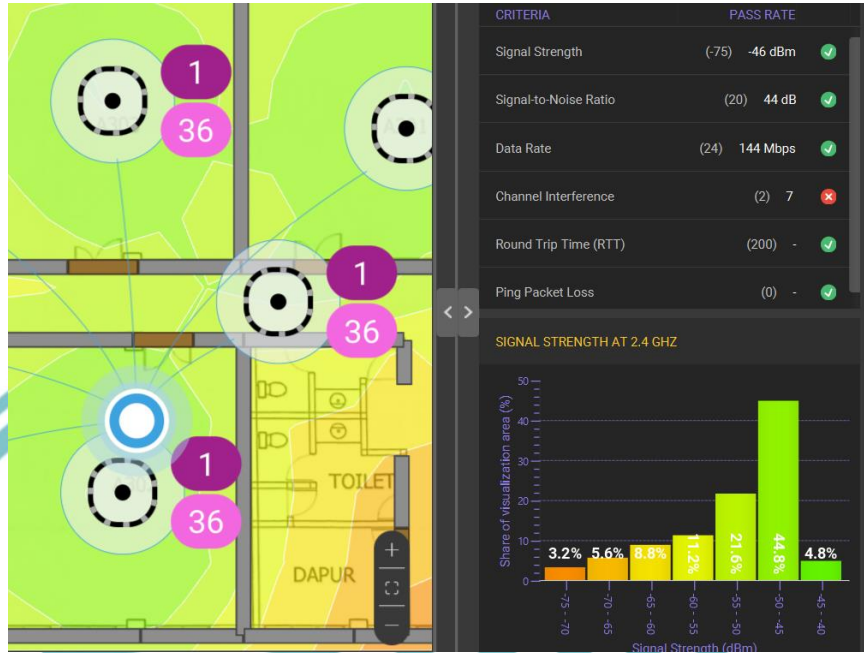 1
36
1
36
1
36
TOILET
DAPUR
+
−
< >
CRITERIA PASS RATE
Signal Strength (-75) -46 dBm
Signal-to-Noise Ratio (20) 44 dB
Data Rate (24) 144 Mbps
Channel Interference (2) 7
Round Trip Time (RTT) (200) -
Ping Packet Loss (0) -
SIGNAL STRENGTH AT 2.4 GHZ
Share of visualization area (%)
50
40
30
20
10
0
3.2% 5.6% 8.8% 11.2% 21.6% 44.8% 4.8%
-75 - -70
-70 - -65
-65 - -60
-60 - -55
-55 - -50
-50 - -45
-45 - -40
Signal Strength (dBm)